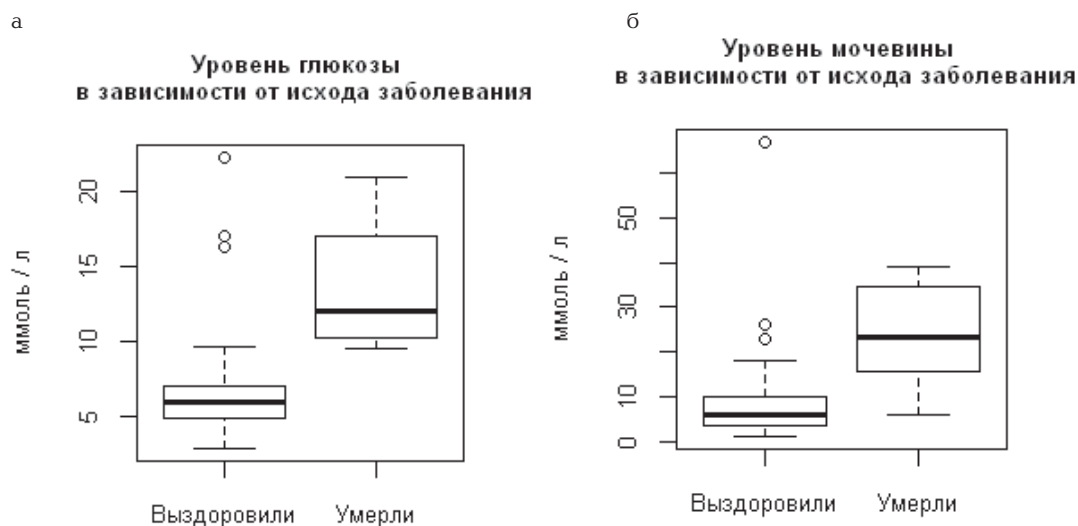 а
Уровень глюкозы
в зависимости от исхода заболевания
ммоль / л
20
15
10
5
Выздоровили
Умерли
б
Уровень мочевины
в зависимости от исхода заболевания
ммоль / л
50
30
10
0
Выздоровили
Умерли